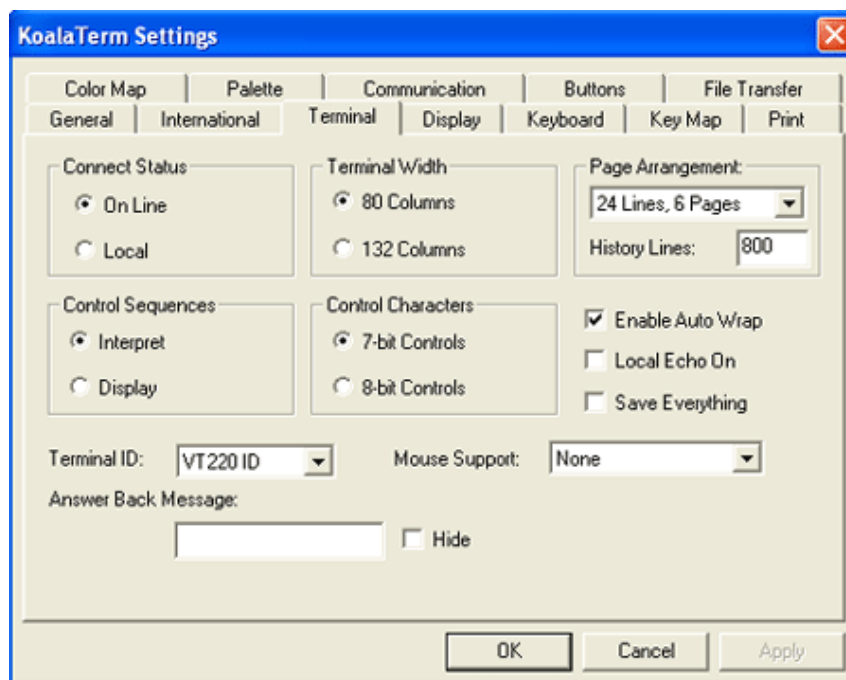 KoalaTerm Settings
Color Map Palette Communication Buttons File Transfer
General International Terminal Display Keyboard Key Map Print
Connect Status
On Line
Local
Terminal Width
80 Columns
132 Columns
Page Arrangement:
24 Lines, 6 Pages
History Lines: 800
Control Sequences
Interpret
Display
Control Characters
7-bit Controls
8-bit Controls
Enable Auto Wrap
Local Echo On
Save Everything
Terminal ID: VT220 ID
Mouse Support: None
Answer Back Message:
Hide
OK Cancel Apply